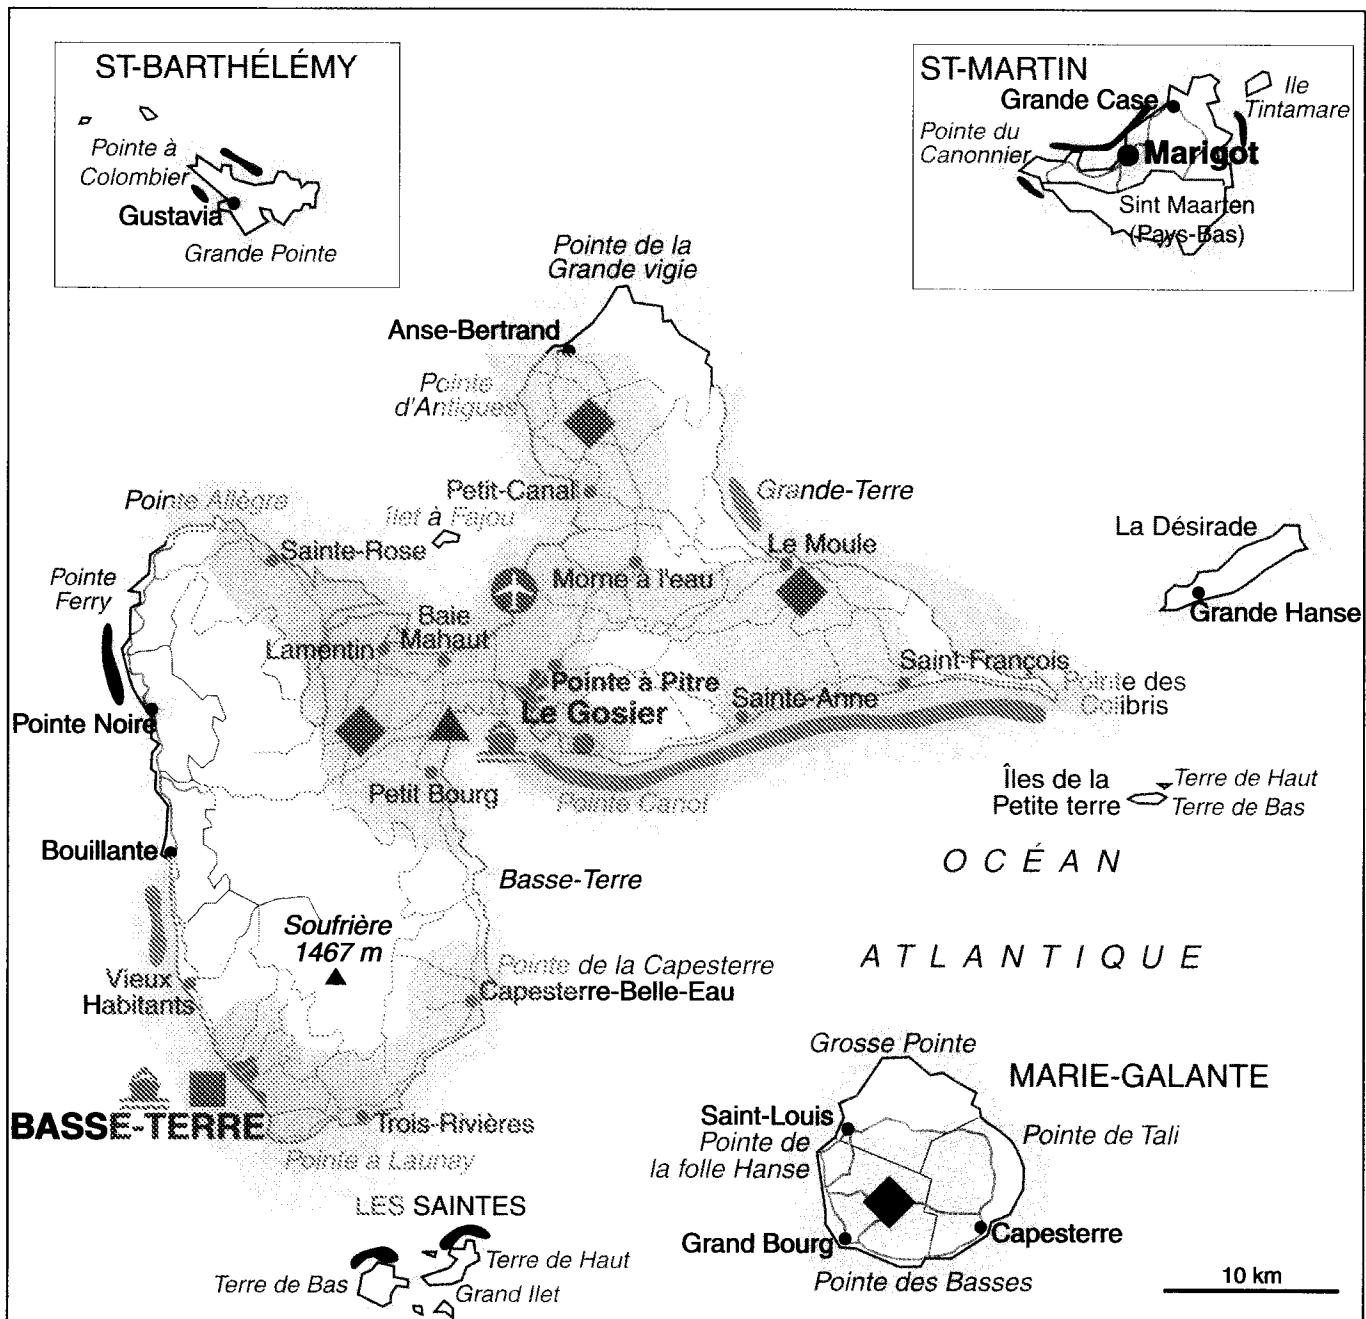 ST-BARTHÉLÉMY
Pointe à
Colombier
Gustavia
Grande Pointe
ST-MARTIN
Grande Case
Ile
Tintamare
Pointe du
Canonnier
Marigot
Sint Maarten
(Pays-Bas)
Pointe de la
Grande vigie
Anse-Bertrand
Pointe
d'Antigues
Petit-Canal
Grande-Terre
Pointe Allègre
Îlet à Fajou
Sainte-Rose
Le Moule
Morne à l'eau
La Désirade
Grande Hanse
Pointe
Ferry
Baie
Mahaut
Lamentin
Pointe à Pitre
Saint-François
Pointe des
Colibris
Sainte-Anne
Le Gosier
Pointe Noire
Petit Bourg
Pointe Canot
Îles de la
Petite terre
Terre de Haut
Terre de Bas
Bouillante
Basse-Terre
OCÉAN
ATLANTIQUE
Soufrière
1467 m
Pointe de la Capesterre
Capesterre-Belle-Eau
Vieux
Habitants
BASSE-TERRE
Trois-Rivières
Pointe a Launay
Grosse Pointe
MARIE-GALANTE
Saint-Louis
Pointe de
la folle Hanse
Pointe de Tali
Grand Bourg
Capesterre
Pointe des Basses
LES SAINTES
Terre de Haut
Terre de Bas
Grand Ilet
10 km